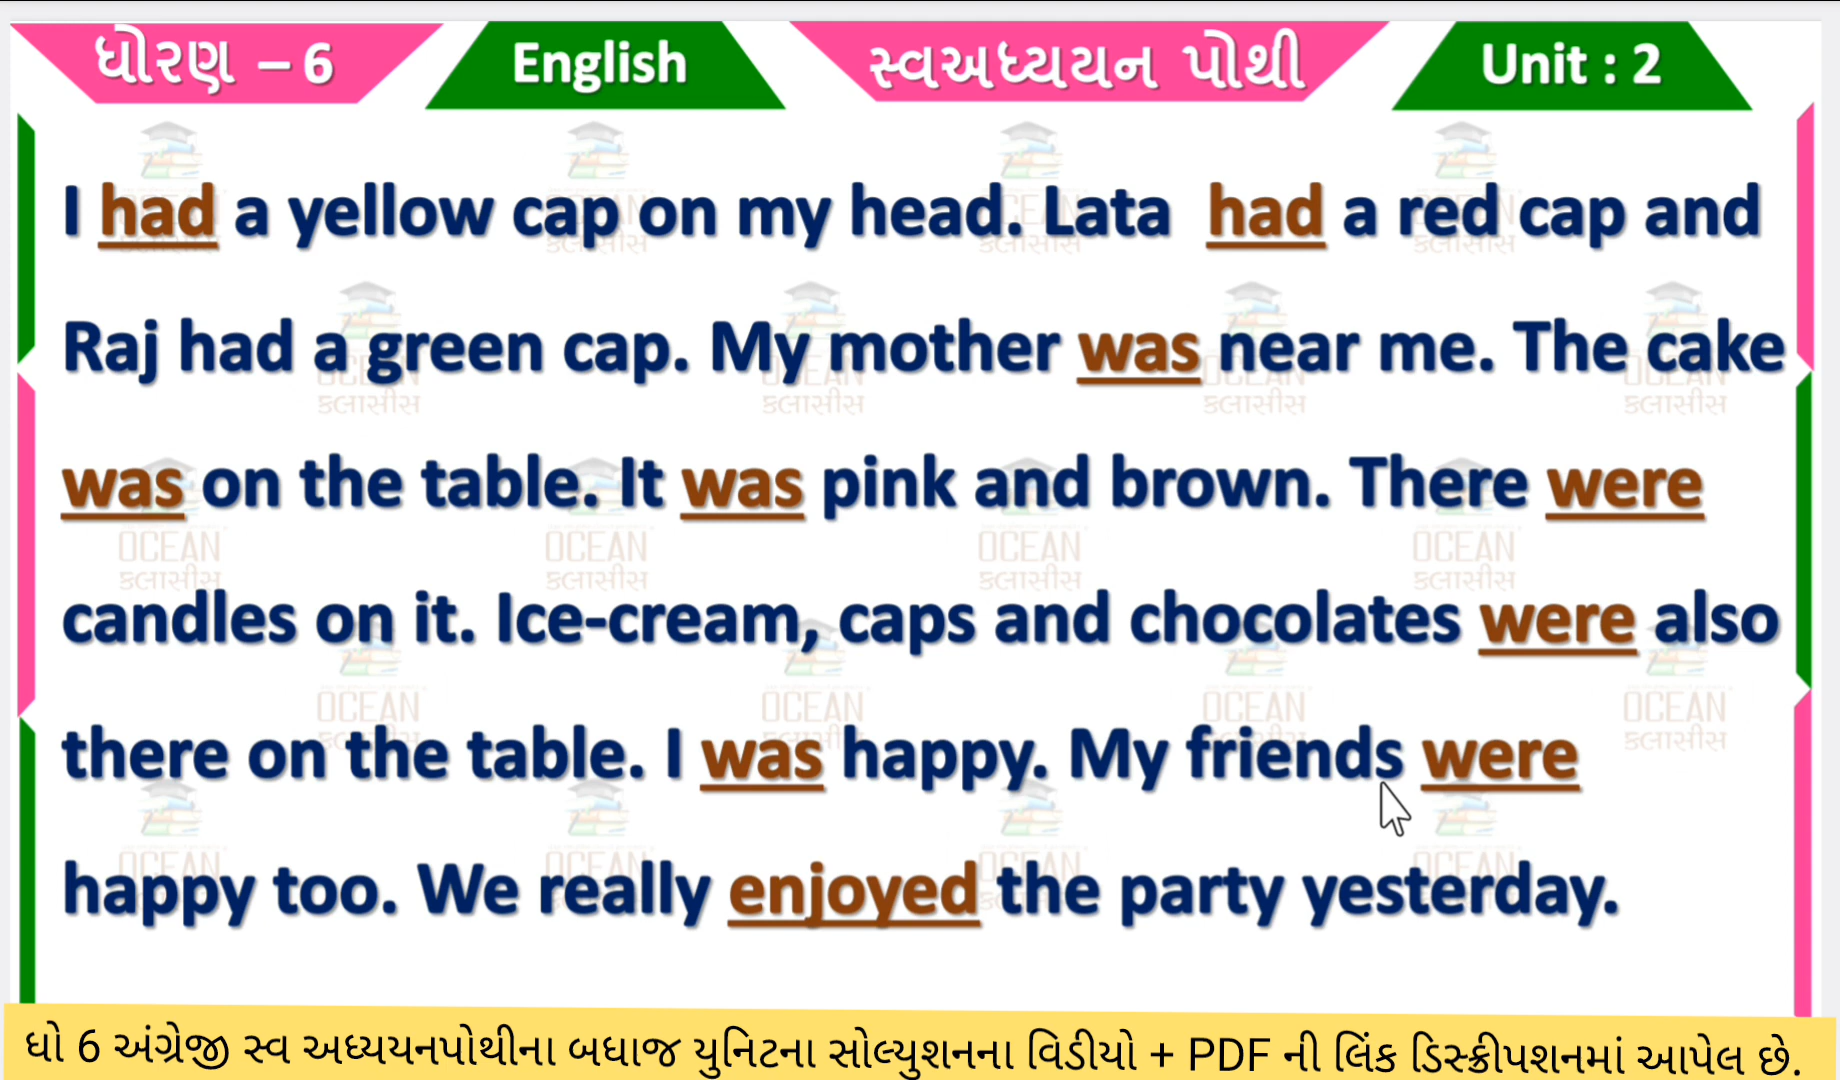 ધોરણ – 6 English સ્વઅધ્યયન પોથી Unit : 2
I had a yellow cap on my head. Lata had a red cap and
Raj had a green cap. My mother was near me. The cake
was on the table. It was pink and brown. There were
candles on it. Ice-cream, caps and chocolates were also
there on the table. I was happy. My friends were
happy too. We really enjoyed the party yesterday.
ધો 6 અંગ્રેજી સ્વ અધ્યયનપોથીના બધાજ યુનિટના સોલ્યુશનના વિડીયો + PDF ની લિંક ડિસ્ક્રીપશનમાં આપેલ છે.
OCEAN
ક્લાસીસ